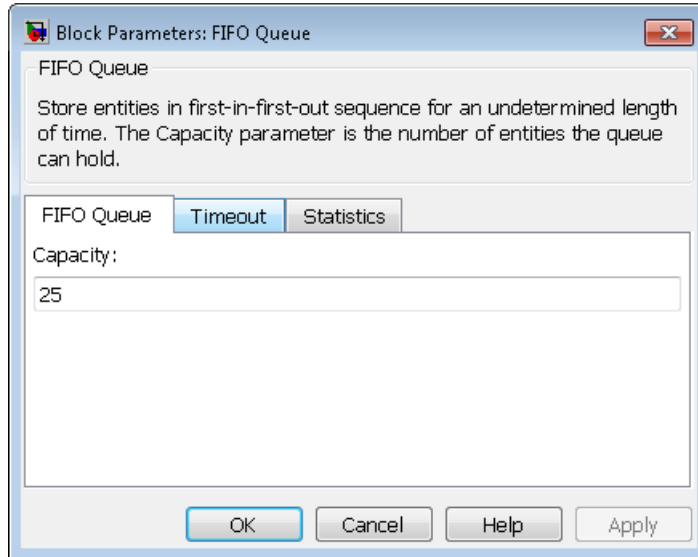 Block Parameters: FIFO Queue
FIFO Queue
Store entities in first-in-first-out sequence for an undetermined length
of time. The Capacity parameter is the number of entities the queue
can hold.
FIFO Queue Timeout Statistics
Capacity:
25
OK Cancel Help Apply